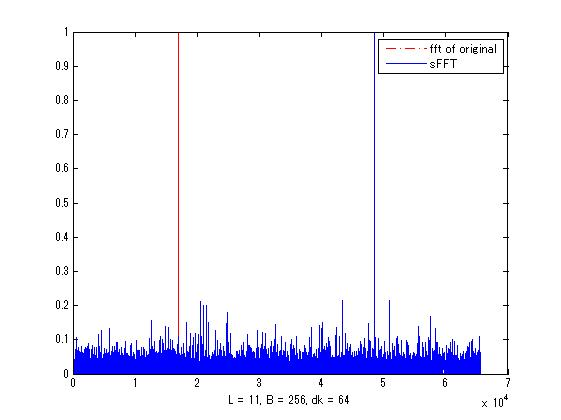 1
fft of original
sFFT
0.9
0.8
0.7
0.6
0.5
0.4
0.3
0.2
0.1
0
0 1 2 3 4 5 6 7
x 10^4
L = 11, B = 256, dk = 64